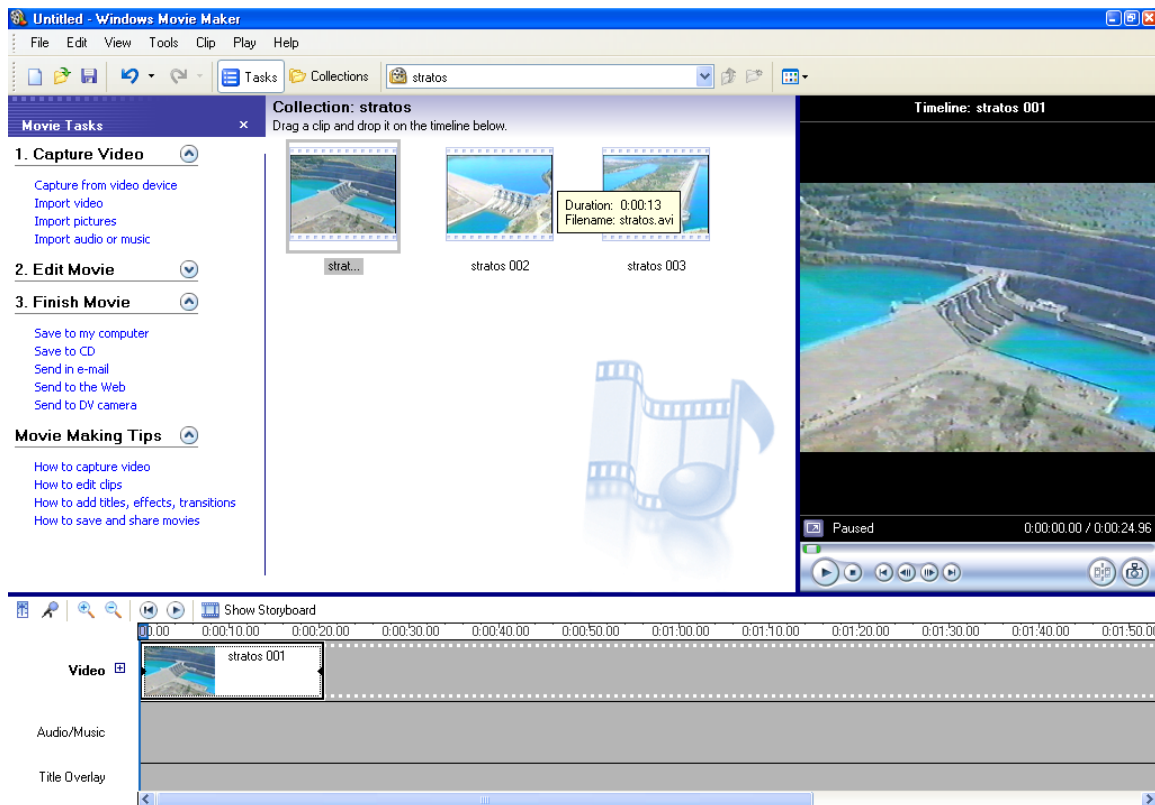 Untitled - Windows Movie Maker
File Edit View Tools Clip Play Help
Tasks Collections stratos
Movie Tasks
1. Capture Video
Capture from video device
Import video
Import pictures
Import audio or music
2. Edit Movie
3. Finish Movie
Save to my computer
Save to CD
Send in e-mail
Send to the Web
Send to DV camera
Movie Making Tips
How to capture video
How to edit clips
How to add titles, effects, transitions
How to save and share movies
Collection: stratos
Drag a clip and drop it on the timeline below.
Duration: 0:00:13
Filename: stratos.avi
strat... stratos 002 stratos 003
Timeline: stratos 001
Paused 0:00:00.00 / 0:00:24.96
Show Storyboard
0:00:10.00 0:00:20.00 0:00:30.00 0:00:40.00 0:00:50.00 0:01:00.00 0:01:10.00 0:01:20.00 0:01:30.00 0:01:40.00 0:01:50.00
Video stratos 001
Audio/Music
Title Overlay